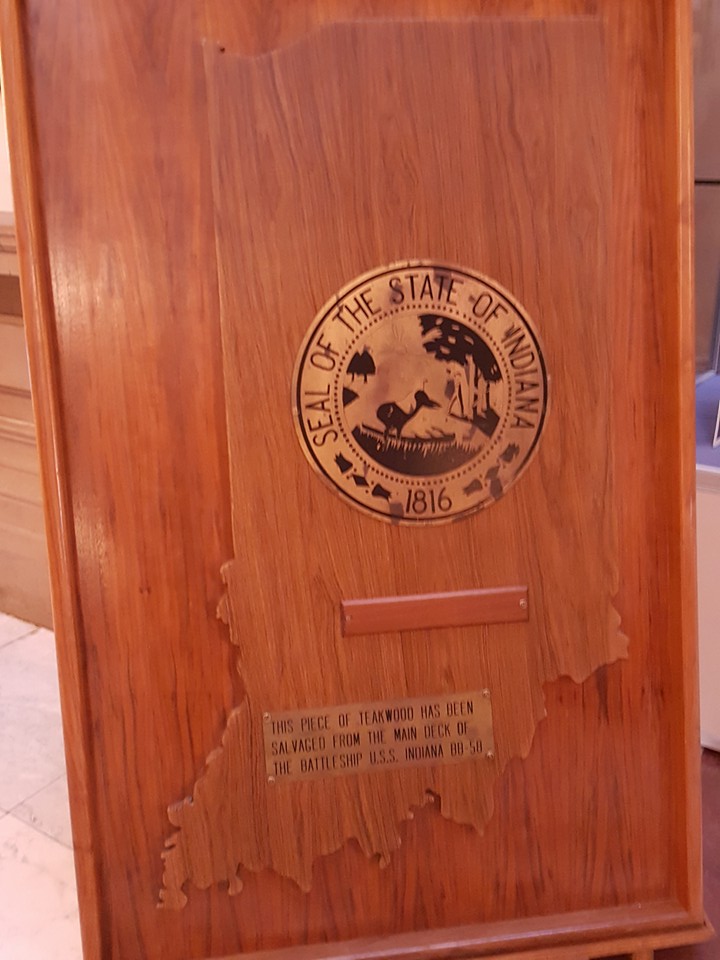 SEAL OF THE STATE OF INDIANA
1816
THIS PIECE OF TEAKWOOD HAS BEEN
SALVAGED FROM THE MAIN DECK OF
THE BATTLESHIP U.S.S. INDIANA BB-58